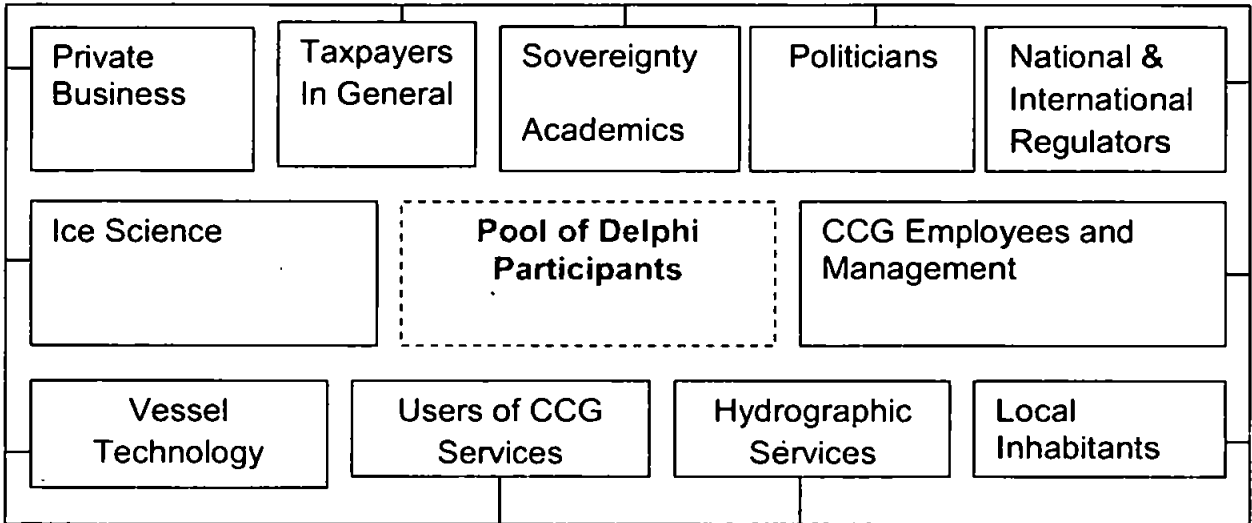 Private
Business
Taxpayers
In General
Sovereignty
Academics
Politicians
National &
International
Regulators
Ice Science
Pool of Delphi
Participants
CCG Employees and
Management
Vessel
Technology
Users of CCG
Services
Hydrographic
Services
Local
Inhabitants